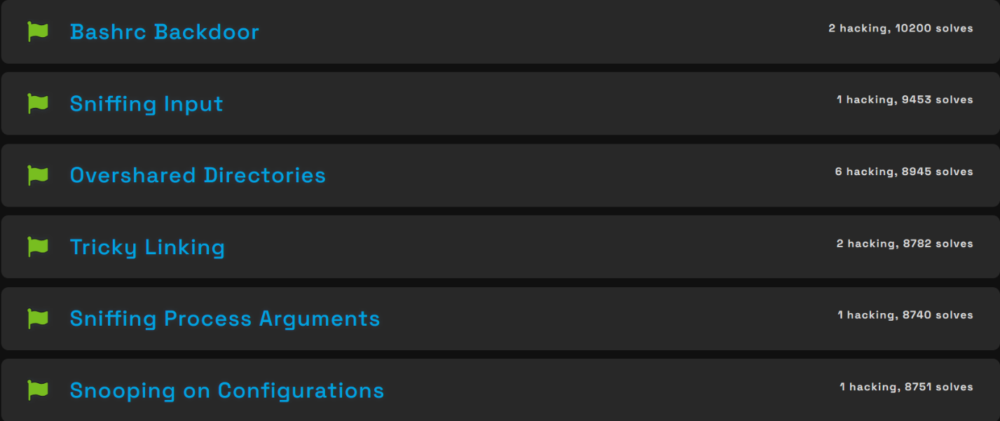 Bashrc Backdoor
2 hacking, 10200 solves
Sniffing Input
1 hacking, 9453 solves
Overshared Directories
6 hacking, 8945 solves
Tricky Linking
2 hacking, 8782 solves
Sniffing Process Arguments
1 hacking, 8740 solves
Snooping on Configurations
1 hacking, 8751 solves